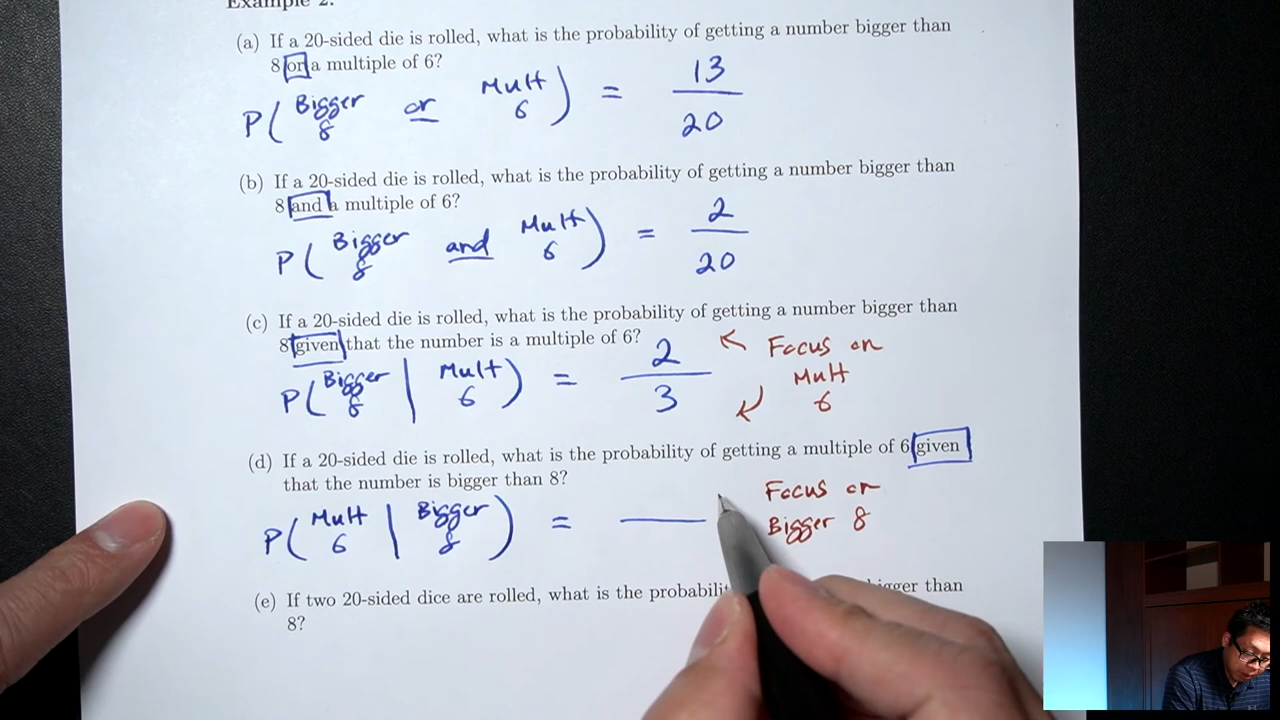 Example 2.
(a) If a 20-sided die is rolled, what is the probability of getting a number bigger than
8 or a multiple of 6?
P( Bigger 8 or Mult 6 ) = 13/20
(b) If a 20-sided die is rolled, what is the probability of getting a number bigger than
8 and a multiple of 6?
P( Bigger 8 and Mult 6 ) = 2/20
(c) If a 20-sided die is rolled, what is the probability of getting a number bigger than
8 given that the number is a multiple of 6?
P( Bigger 8 | Mult 6 ) = 2/3
Focus on
Mult
6
(d) If a 20-sided die is rolled, what is the probability of getting a multiple of 6 given
that the number is bigger than 8?
P( Mult 6 | Bigger 8 ) =
Focus on
Bigger 8
(e) If two 20-sided dice are rolled, what is the bigger than
8?